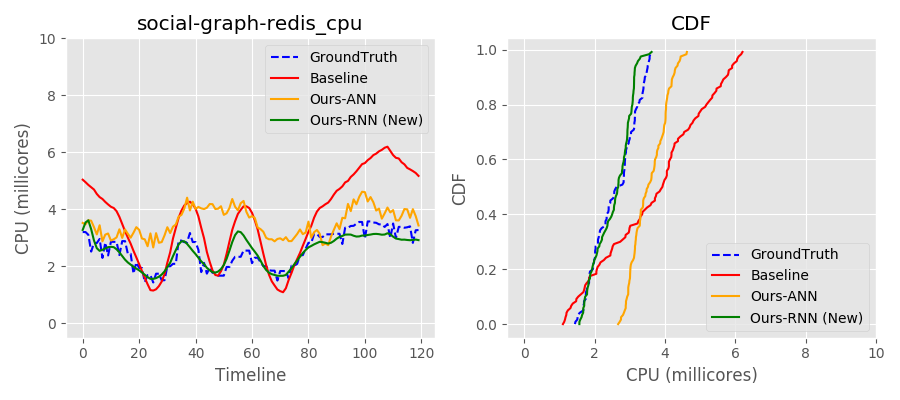 social-graph-redis_cpu
CPU (millicores)
10
8
6
4
2
0
GroundTruth
Baseline
Ours-ANN
Ours-RNN (New)
0 20 40 60 80 100 120
Timeline
CDF
CDF
1.0
0.8
0.6
0.4
0.2
0.0
GroundTruth
Baseline
Ours-ANN
Ours-RNN (New)
0 2 4 6 8 10
CPU (millicores)